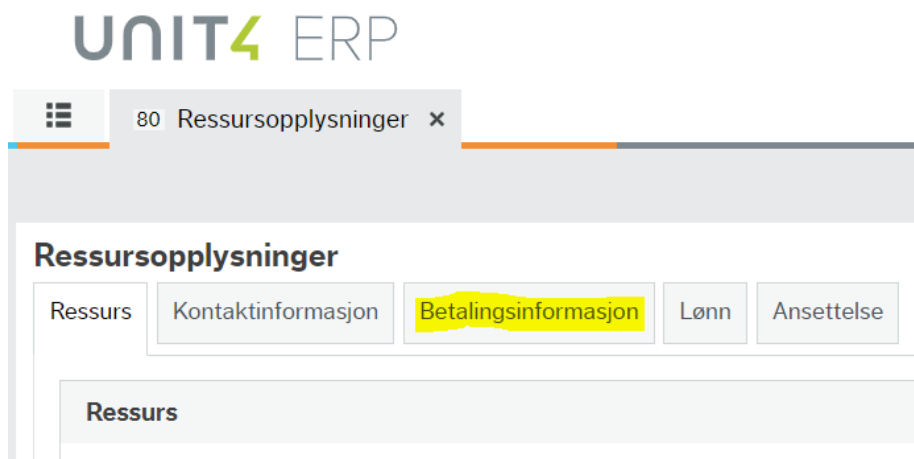 UNIT4 ERP
80 Ressursopplysninger ×
Ressursopplysninger
Ressurs Kontaktinformasjon Betalingsinformasjon Lønn Ansettelse
Ressurs